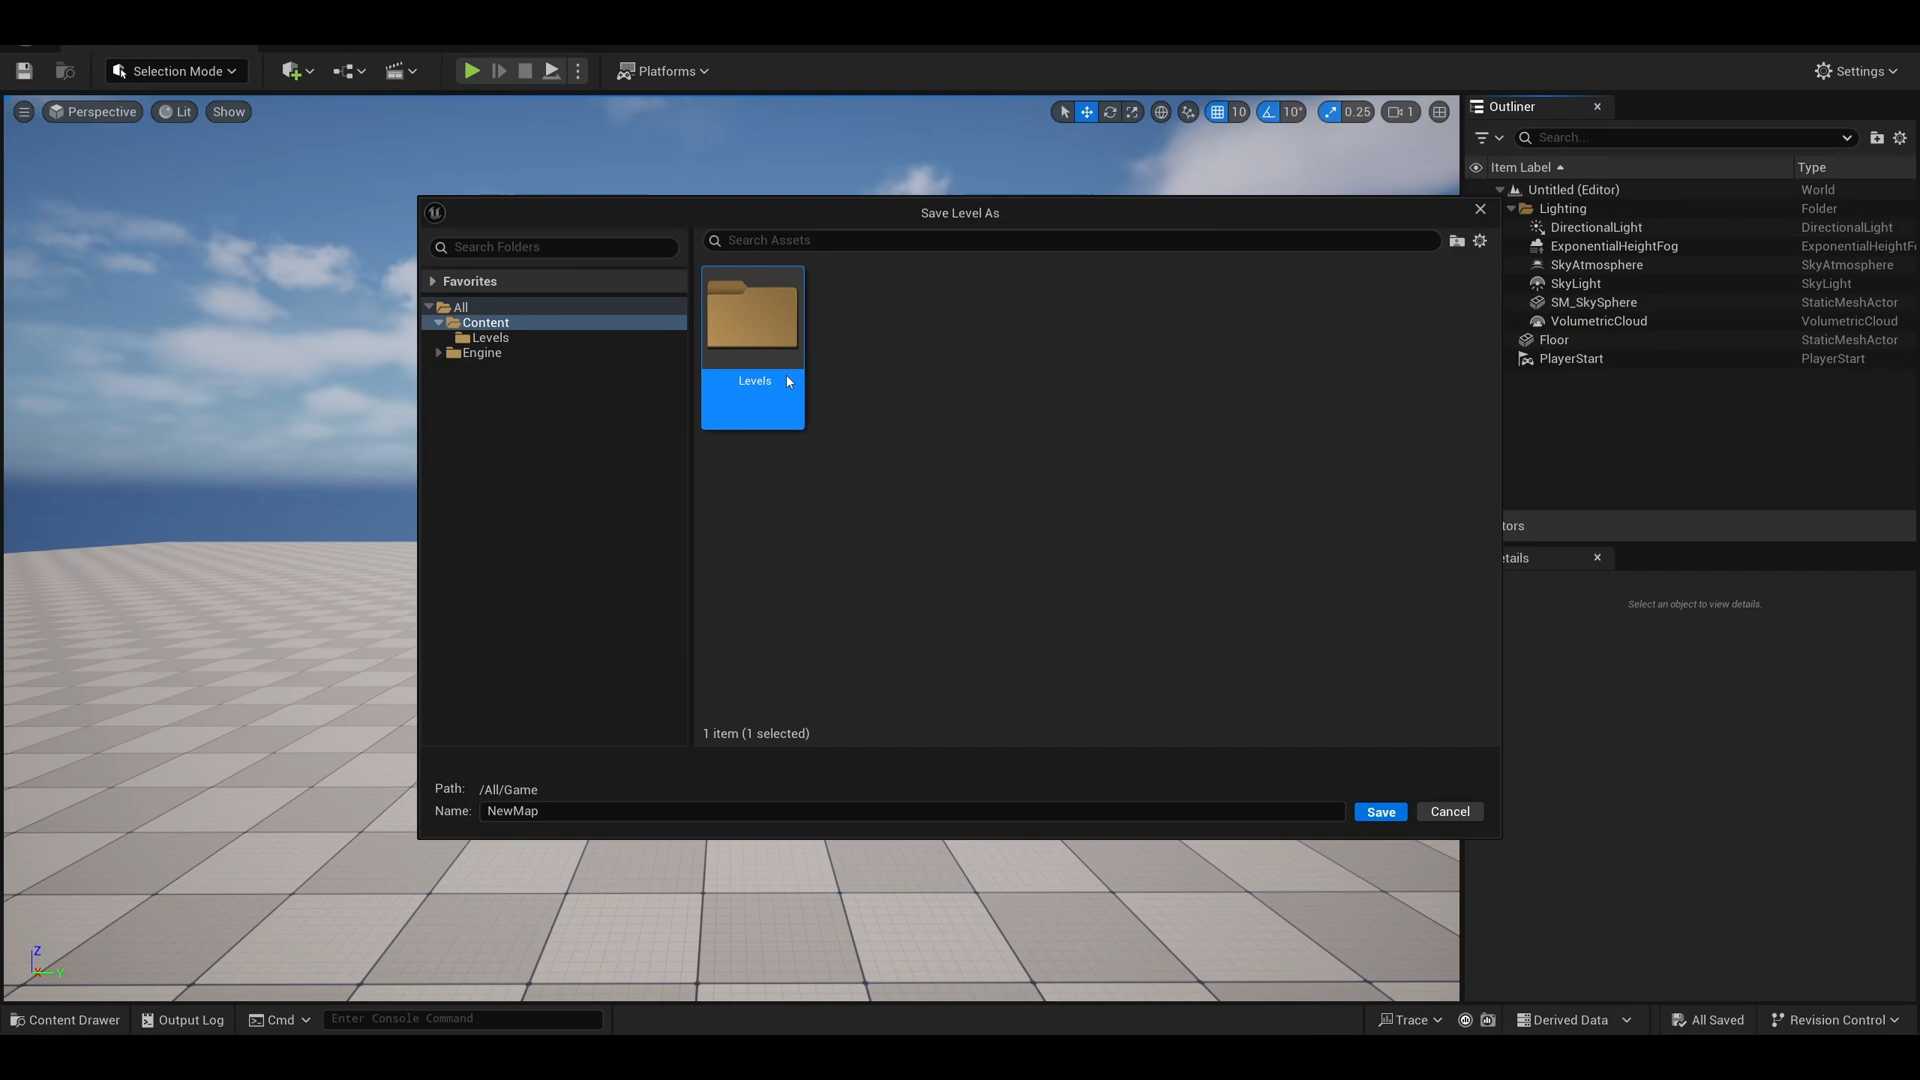 Selection Mode
Platforms
Settings
Perspective
Lit
Show
10
10°
0.25
1
Outliner
Search...
Item Label
Type
Untitled (Editor)
World
Lighting
Folder
DirectionalLight
DirectionalLight
ExponentialHeightFog
ExponentialHeightF
SkyAtmosphere
SkyAtmosphere
SkyLight
SkyLight
SM_SkySphere
StaticMeshActor
VolumetricCloud
VolumetricCloud
Floor
StaticMeshActor
PlayerStart
PlayerStart
tors
etails
Select an object to view details.
Save Level As
Search Folders
Search Assets
Favorites
All
Content
Levels
Engine
Levels
1 item (1 selected)
Path: /All/Game
Name: NewMap
Save
Cancel
Z
X
Y
Content Drawer
Output Log
Cmd
Enter Console Command
Trace
Derived Data
All Saved
Revision Control